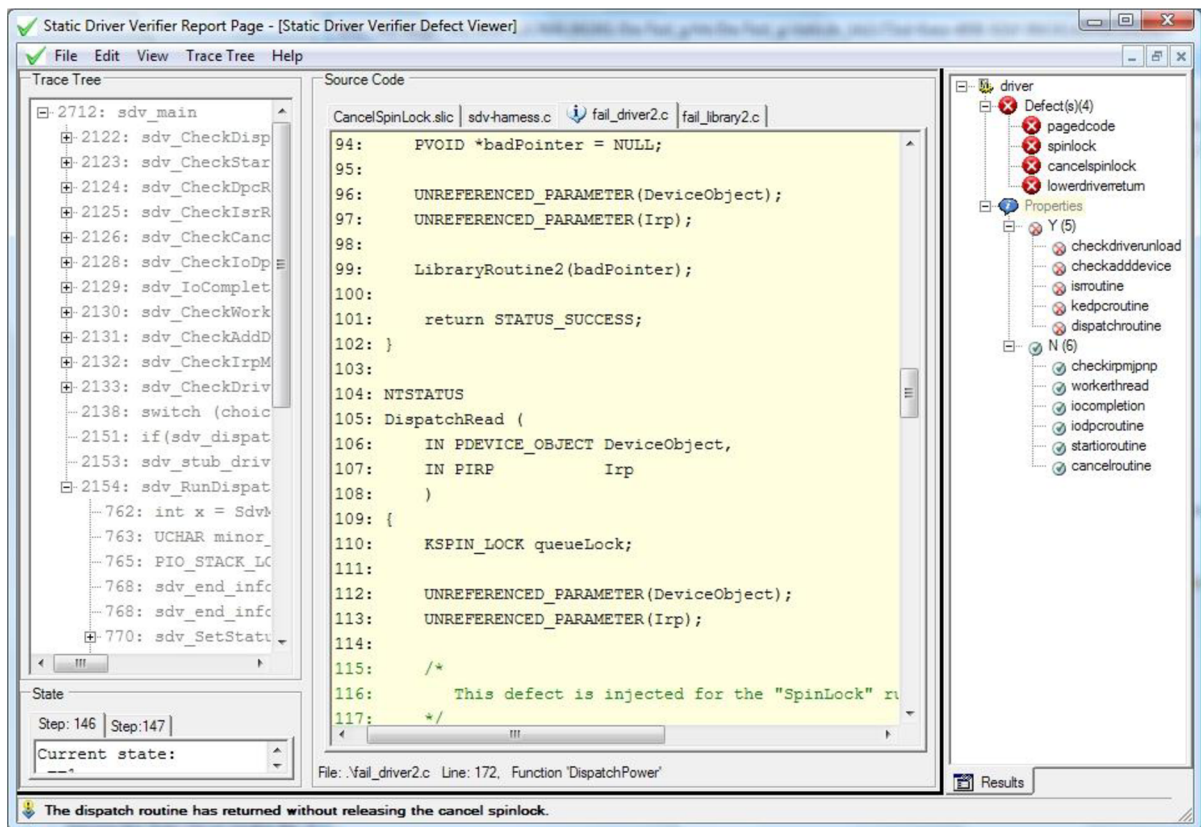 Static Driver Verifier Report Page - [Static Driver Verifier Defect Viewer]
File Edit View Trace Tree Help
Trace Tree
2712: sdv_main
2122: sdv_CheckDisp
2123: sdv_CheckStar
2124: sdv_CheckDpcR
2125: sdv_CheckIsrR
2126: sdv_CheckCanc
2128: sdv_CheckIoDp
2129: sdv_IoComplet
2130: sdv_CheckWork
2131: sdv_CheckAddD
2132: sdv_CheckIrpM
2133: sdv_CheckDriv
2138: switch (choic
2151: if(sdv_dispat
2153: sdv_stub_driv
2154: sdv_RunDispat
762: int x = SdvM
763: UCHAR minor_
765: PIO_STACK_LO
768: sdv_end_info
768: sdv_end_info
770: sdv_SetStatu
State
Step: 146 Step:147
Current state:
Source Code
CancelSpinLock.slic sdv-harness.c fail_driver2.c fail_library2.c
94: PVOID *badPointer = NULL;
95:
96: UNREFERENCED_PARAMETER(DeviceObject);
97: UNREFERENCED_PARAMETER(Irp);
98:
99: LibraryRoutine2(badPointer);
100:
101: return STATUS_SUCCESS;
102: }
103:
104: NTSTATUS
105: DispatchRead (
106: IN PDEVICE_OBJECT DeviceObject,
107: IN PIRP Irp
108: )
109: {
110: KSPIN_LOCK queueLock;
111:
112: UNREFERENCED_PARAMETER(DeviceObject);
113: UNREFERENCED_PARAMETER(Irp);
114:
115: /*
116: This defect is injected for the "SpinLock" ru
117: */
File: .\fail_driver2.c Line: 172, Function 'DispatchPower'
driver
Defect(s)(4)
pagedcode
spinlock
cancelspinlock
lowerdriverreturn
Properties
Y (5)
checkdriverunload
checkadddevice
isrroutine
kedpcroutine
dispatchroutine
N (6)
checkirpmjpnp
workerthread
iocompletion
iodpcroutine
startioroutine
cancelroutine
Results
The dispatch routine has returned without releasing the cancel spinlock.